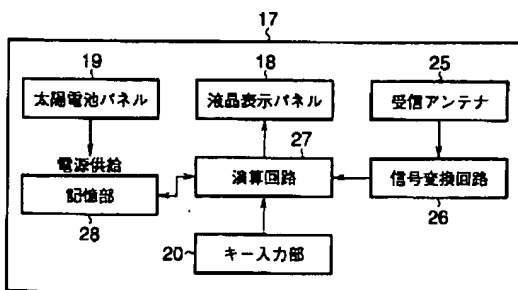 17
19
18
25
太陽電池パネル
液晶表示パネル
受信アンテナ
27
電源供給
記憶部
演算回路
信号変換回路
28
26
20
キー入力部